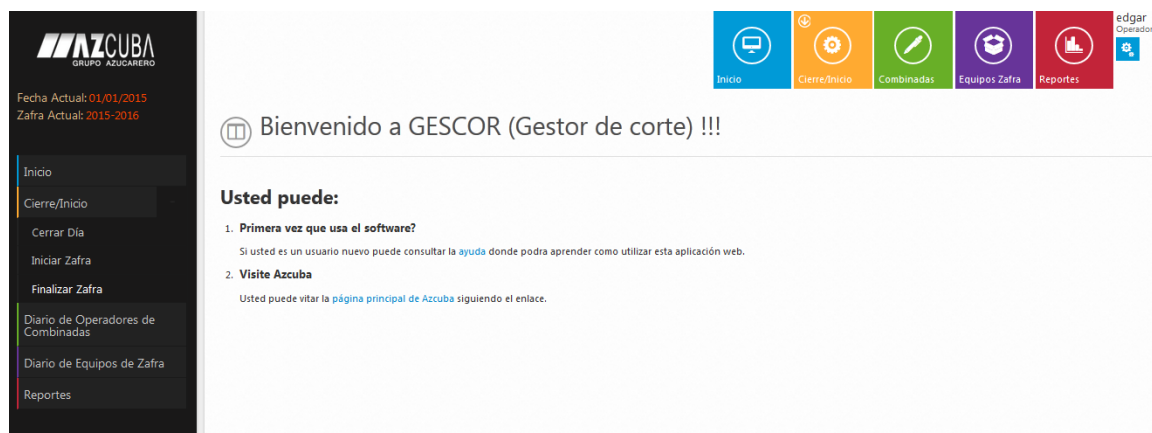 AZCUBA
GRUPO AZUCARERO
Fecha Actual: 01/01/2015
Zafra Actual: 2015-2016
Inicio
Cierre/Inicio
Cerrar Día
Iniciar Zafra
Finalizar Zafra
Diario de Operadores de
Combinadas
Diario de Equipos de Zafra
Reportes
Inicio
Cierre/Inicio
Combinadas
Equipos Zafra
Reportes
edgar
Operador
Bienvenido a GESCOR (Gestor de corte) !!!
Usted puede:
1. Primera vez que usa el software?
Si usted es un usuario nuevo puede consultar la ayuda donde podra aprender como utilizar esta aplicación web.
2. Visite Azcuba
Usted puede vitar la página principal de Azcuba siguiendo el enlace.